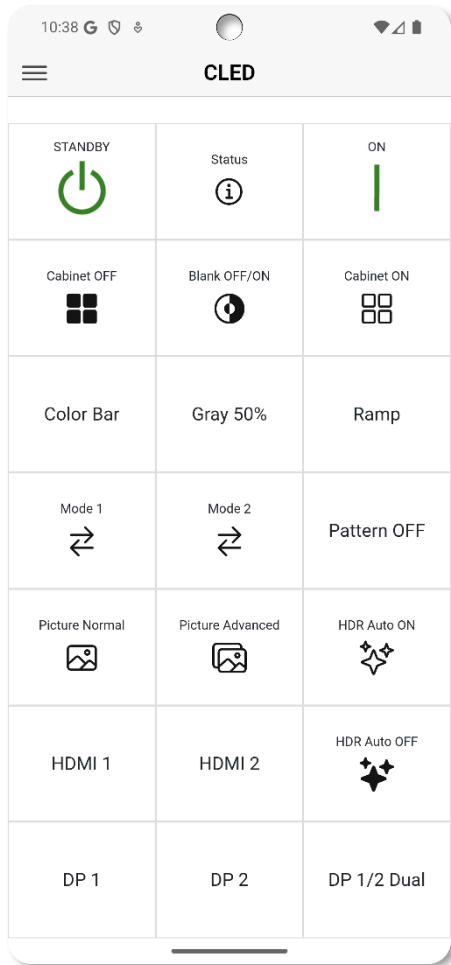 10:38 G
CLED
STANDBY
Status
ON
Cabinet OFF
Blank OFF/ON
Cabinet ON
Color Bar
Gray 50%
Ramp
Mode 1
Mode 2
Pattern OFF
Picture Normal
Picture Advanced
HDR Auto ON
HDMI 1
HDMI 2
HDR Auto OFF
DP 1
DP 2
DP 1/2 Dual